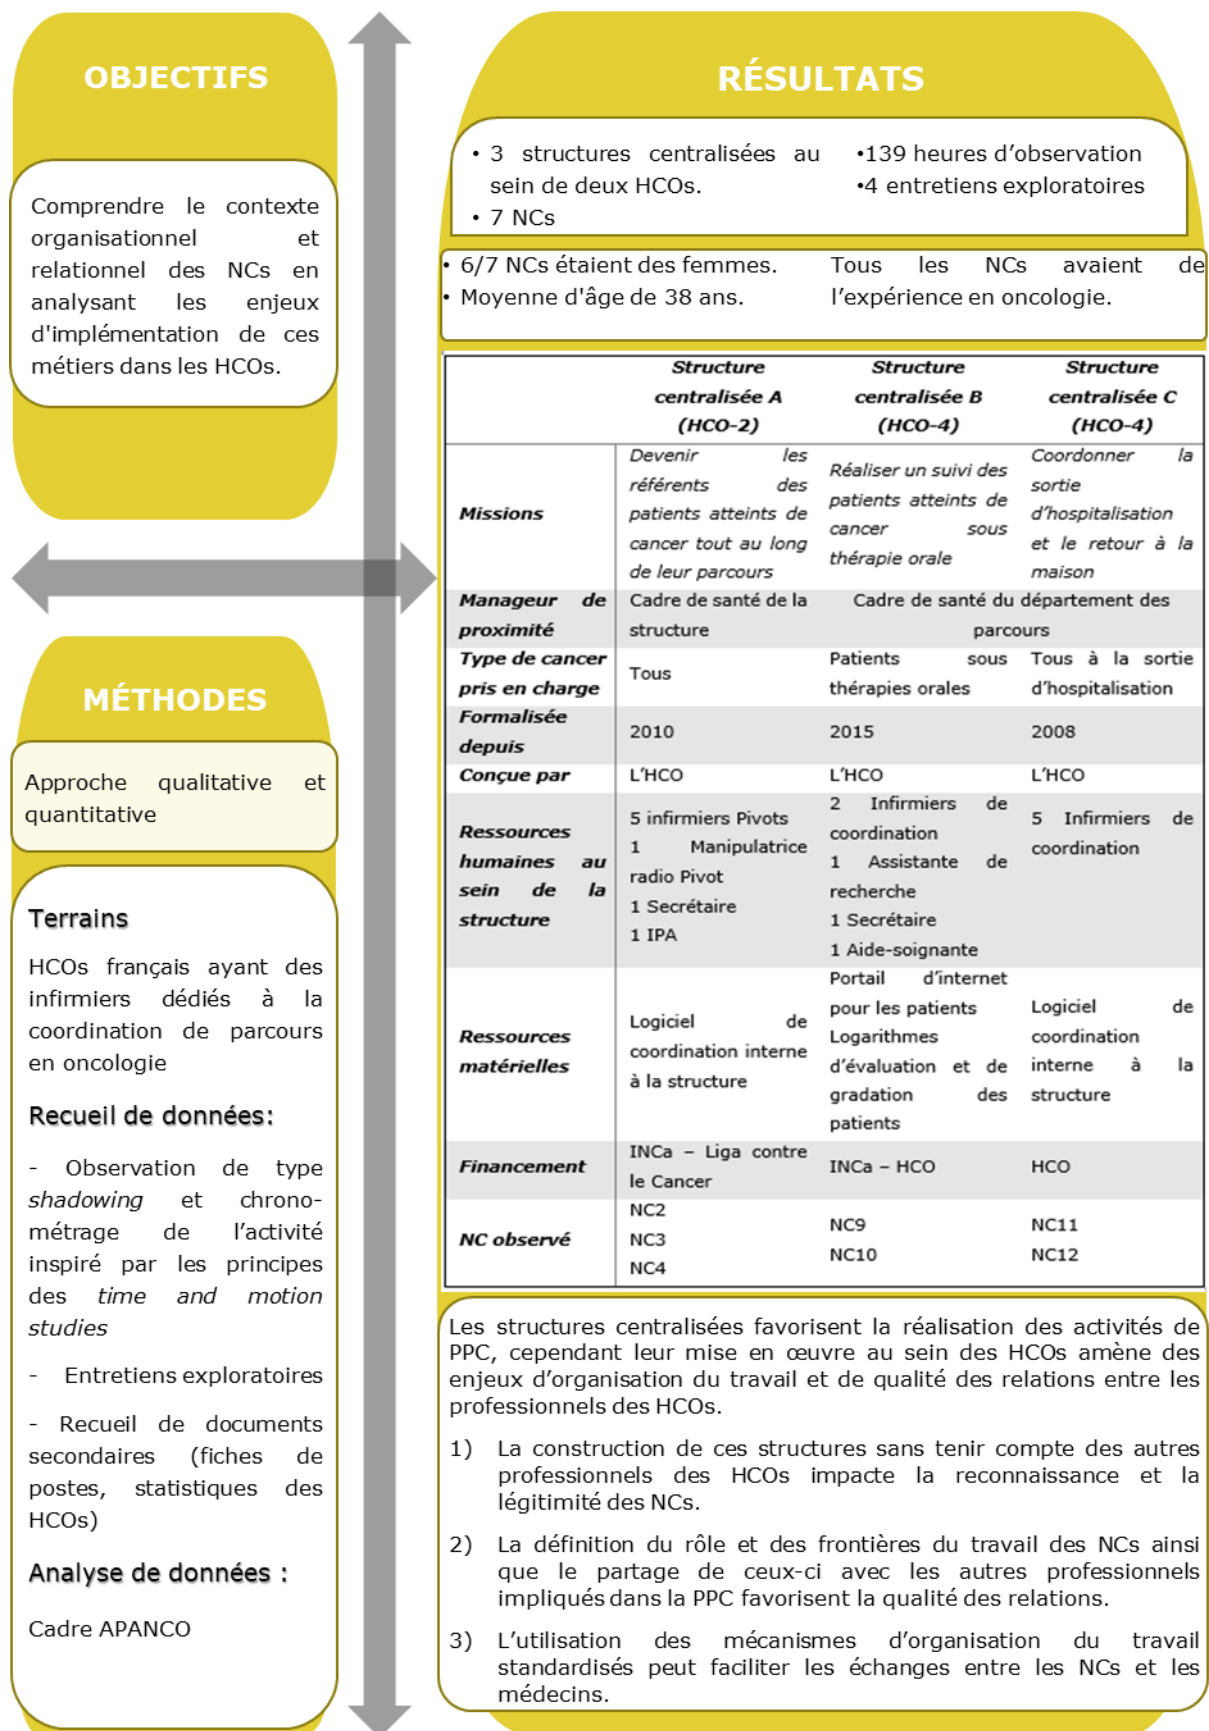 OBJECTIFS
Comprendre le contexte
organisationnel et
relationnel des NCs en
analysant les enjeux
d'implémentation de ces
métiers dans les HCOs.
MÉTHODES
Approche qualitative et
quantitative
Terrains
HCOs français ayant des
infirmiers dédiés à la
coordination de parcours
en oncologie
Recueil de données:
- Observation de type
shadowing et chrono-
métrage de l'activité
inspiré par les principes
des time and motion
studies
- Entretiens exploratoires
- Recueil de documents
secondaires (fiches de
postes, statistiques des
HCOs)
Analyse de données :
Cadre APANCO
RÉSULTATS
• 3 structures centralisées au
sein de deux HCOs.
• 7 NCs
•139 heures d'observation
•4 entretiens exploratoires
• 6/7 NCs étaient des femmes.
• Moyenne d'âge de 38 ans.
Tous les NCs avaient de
l'expérience en oncologie.
Structure
centralisée A
(HCO-2)
Structure
centralisée B
(HCO-4)
Structure
centralisée C
(HCO-4)
Missions
Devenir les
référents des
patients atteints de
cancer tout au long
de leur parcours
Réaliser un suivi des
patients atteints de
cancer sous
thérapie orale
Coordonner la
sortie
d'hospitalisation
et le retour à la
maison
Manageur de
proximité
Cadre de santé de la
structure
Cadre de santé du département des
parcours
Type de cancer
pris en charge
Tous
Patients sous
thérapies orales
Tous à la sortie
d'hospitalisation
Formalisée
depuis
2010
2015
2008
Conçue par
L'HCO
L'HCO
L'HCO
Ressources
humaines au
sein de la
structure
5 infirmiers Pivots
1 Manipulatrice
radio Pivot
1 Secrétaire
1 IPA
2 Infirmiers de
coordination
1 Assistante de
recherche
1 Secrétaire
1 Aide-soignante
5 Infirmiers de
coordination
Ressources
matérielles
Logiciel de
coordination interne
à la structure
Portail d'internet
pour les patients
Logarithmes
d'évaluation et de
gradation des
patients
Logiciel de
coordination
interne à la
structure
Financement
INCa – Liga contre
le Cancer
INCa – HCO
HCO
NC observé
NC2
NC3
NC4
NC9
NC10
NC11
NC12
Les structures centralisées favorisent la réalisation des activités de
PPC, cependant leur mise en œuvre au sein des HCOs amène des
enjeux d'organisation du travail et de qualité des relations entre les
professionnels des HCOs.
1) La construction de ces structures sans tenir compte des autres
professionnels des HCOs impacte la reconnaissance et la
légitimité des NCs.
2) La définition du rôle et des frontières du travail des NCs ainsi
que le partage de ceux-ci avec les autres professionnels
impliqués dans la PPC favorisent la qualité des relations.
3) L'utilisation des mécanismes d'organisation du travail
standardisés peut faciliter les échanges entre les NCs et les
médecins.